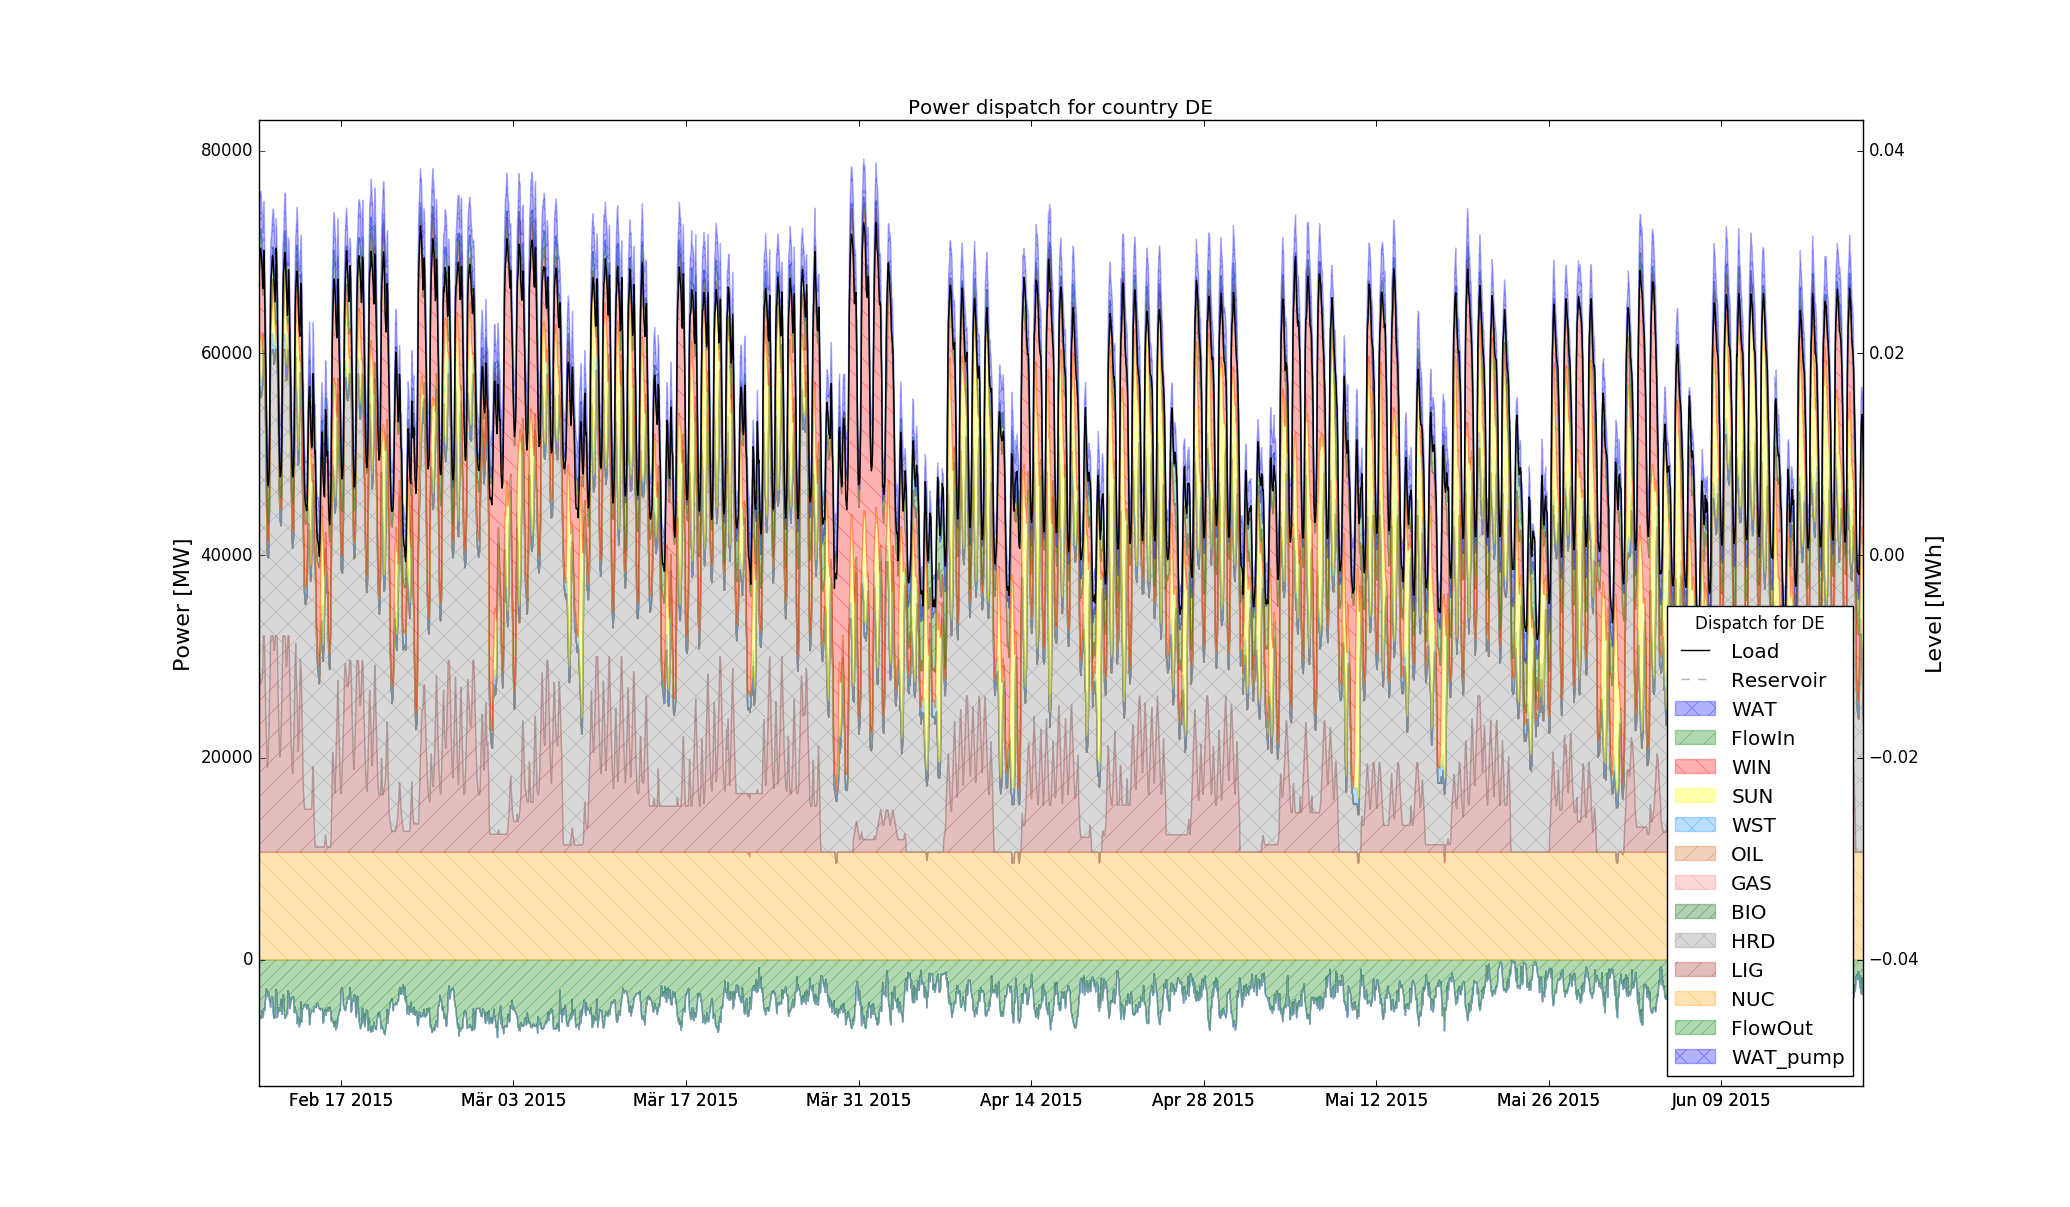 Power dispatch for country DE
80000
60000
40000
20000
0
Power [MW]
0.04
0.02
0.00
−0.02
−0.04
Level [MWh]
Dispatch for DE
Load
Reservoir
WAT
FlowIn
WIN
SUN
WST
OIL
GAS
BIO
HRD
LIG
NUC
FlowOut
WAT_pump
Feb 17 2015
Mär 03 2015
Mär 17 2015
Mär 31 2015
Apr 14 2015
Apr 28 2015
Mai 12 2015
Mai 26 2015
Jun 09 2015